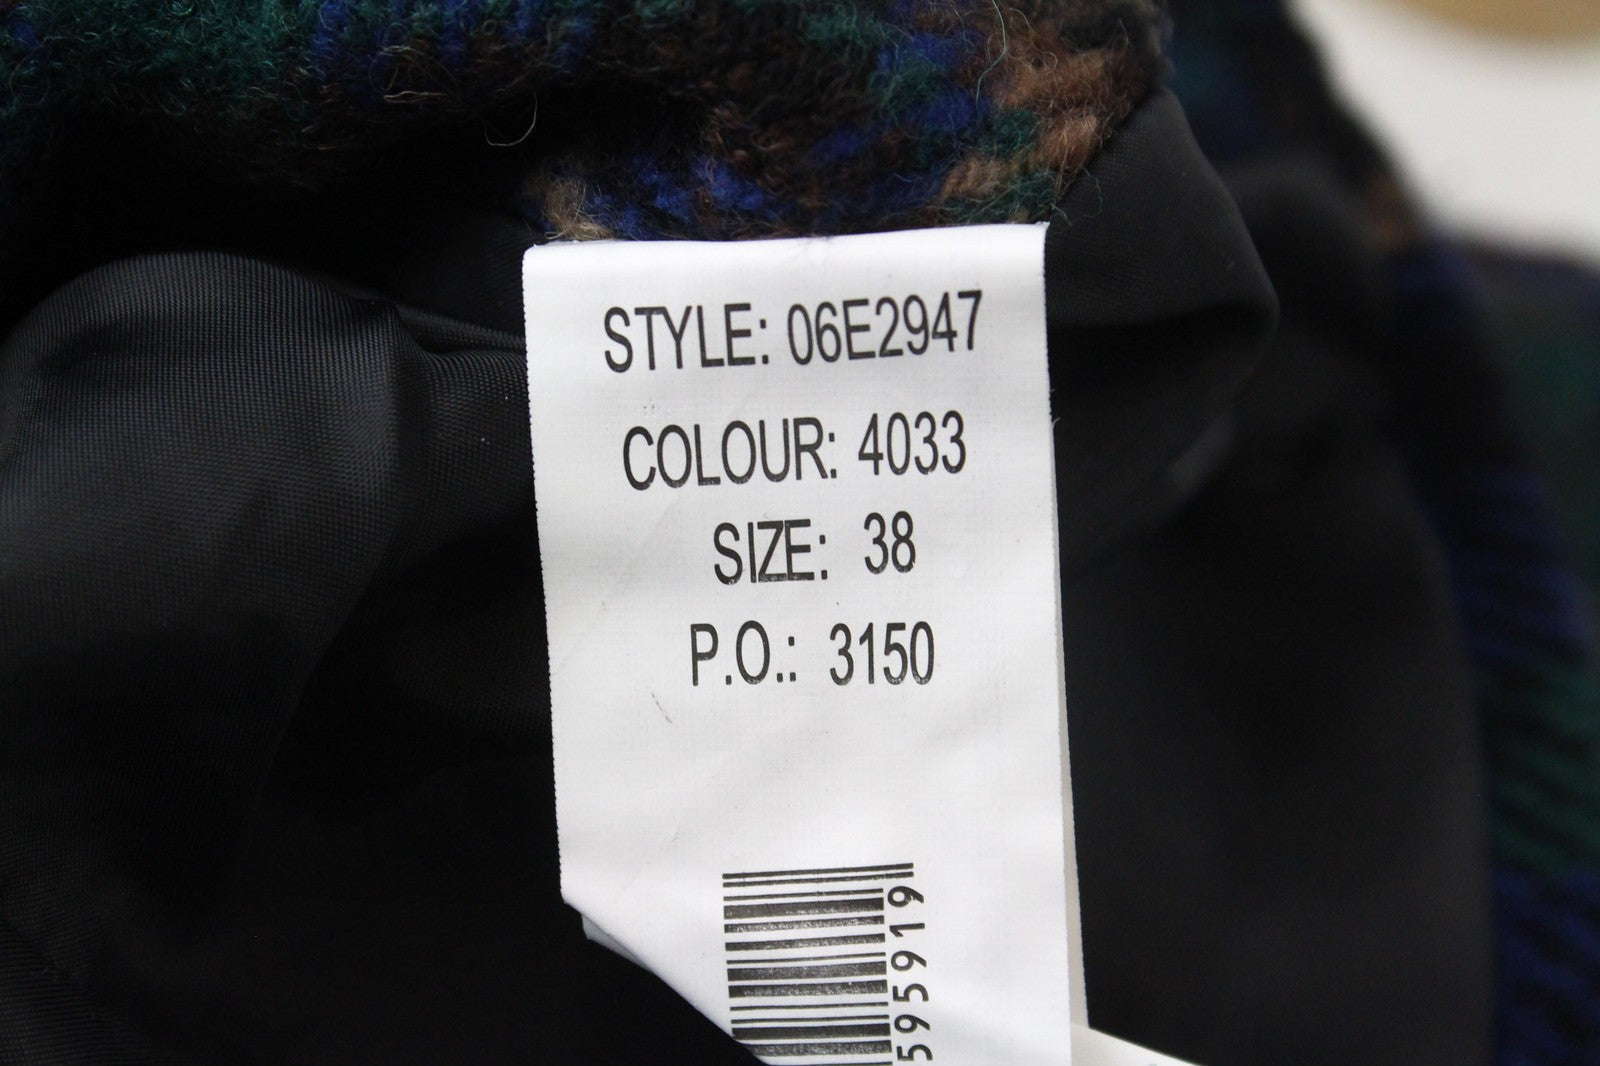 STYLE: 06E2947
COLOUR: 4033
SIZE: 38
P.O.: 3150
595919